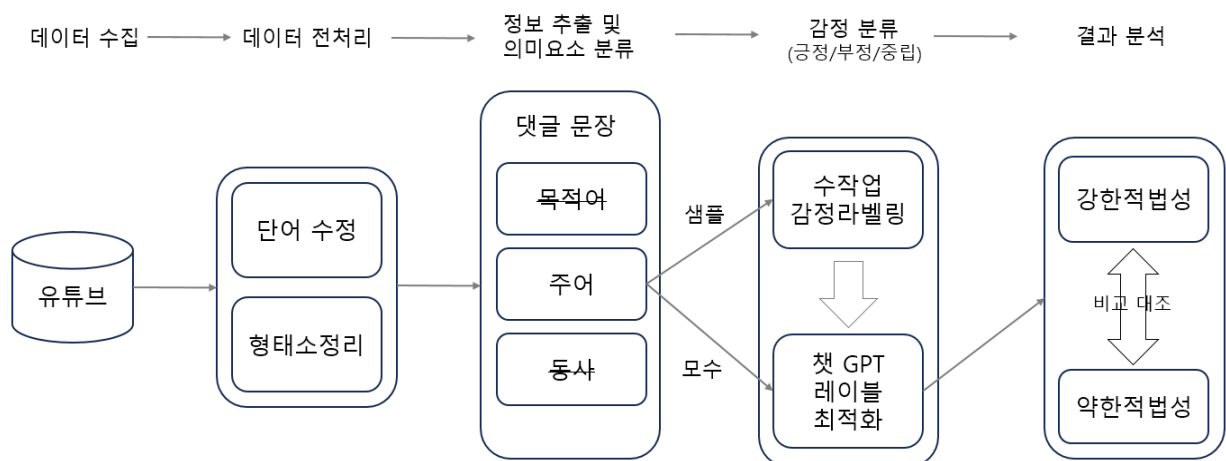 데이터 수집
데이터 전처리
정보 추출 및
의미요소 분류
감정 분류
(긍정/부정/중립)
결과 분석
유튜브
단어 수정
형태소정리
댓글 문장
목적어
주어
동사
샘플
모수
수작업
감정라벨링
챗 GPT
레이블
최적화
강한적법성
비교 대조
약한적법성